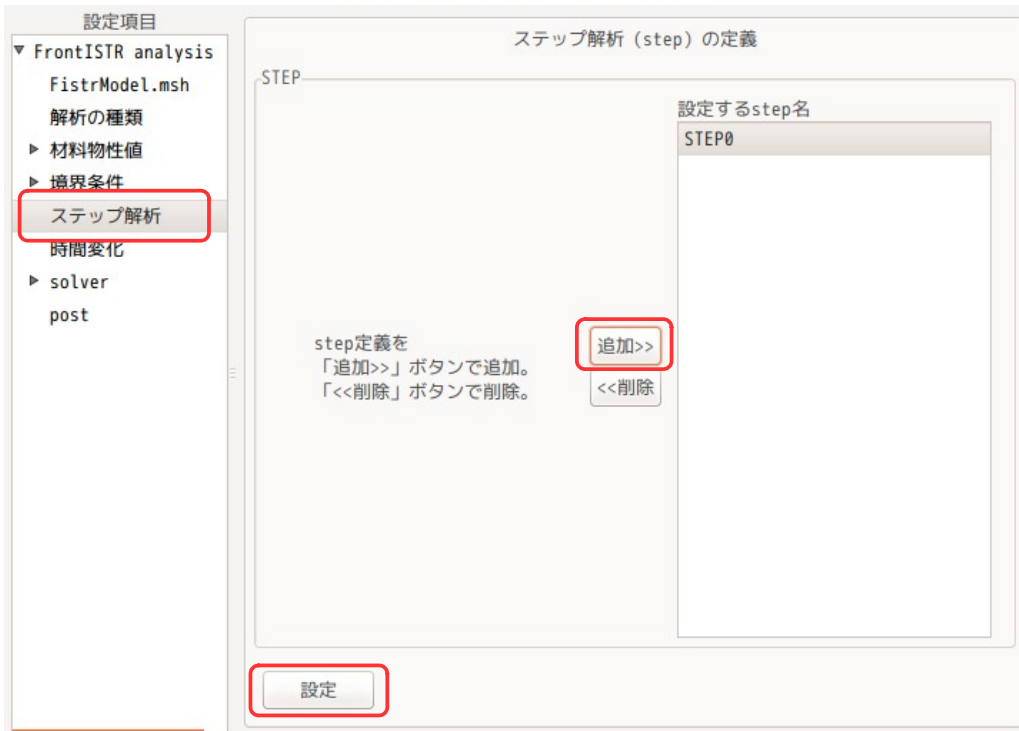 設定項目
▼ FrontISTR analysis
FistrModel.msh
解析の種類
▶ 材料物性値
▶ 境界条件
ステップ解析
時間変化
▶ solver
post
ステップ解析 (step) の定義
STEP
設定するstep名
STEP0
step定義を
「追加>>」ボタンで追加。
「<<削除」ボタンで削除。
追加>>
<<削除
設定